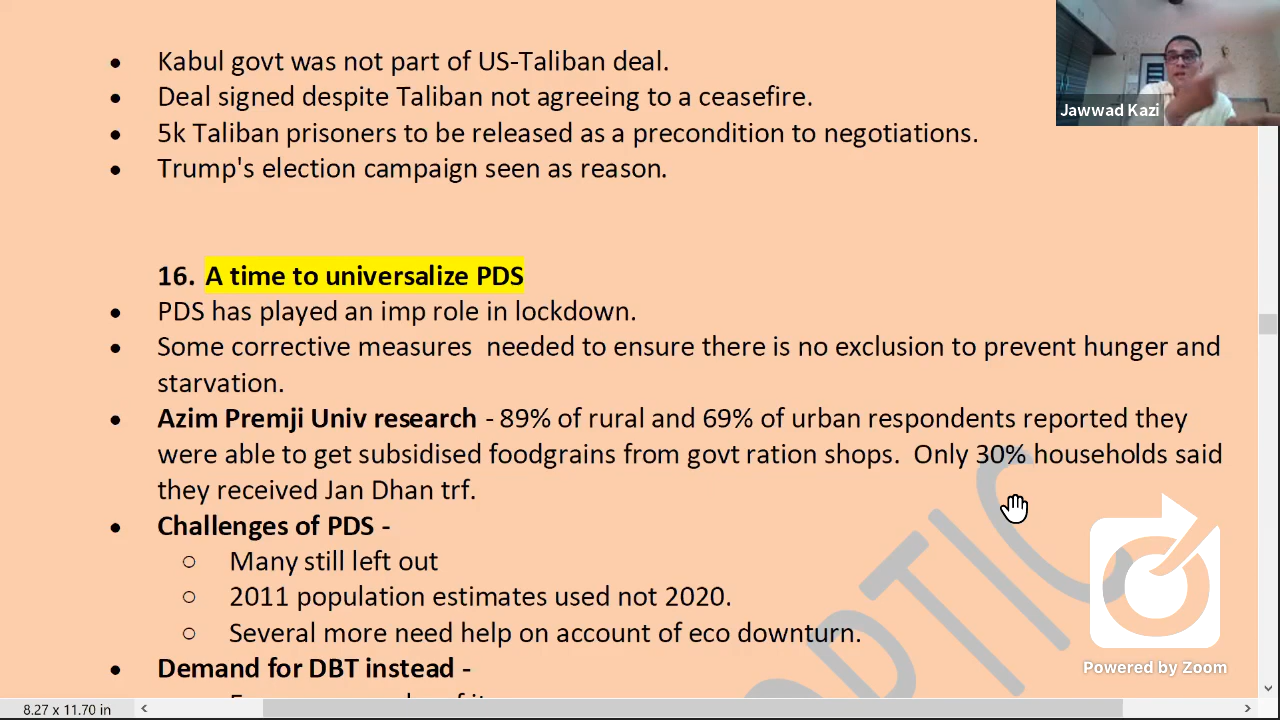 • Kabul govt was not part of US-Taliban deal.
• Deal signed despite Taliban not agreeing to a ceasefire.
• 5k Taliban prisoners to be released as a precondition to negotiations.
• Trump's election campaign seen as reason.
Jawwad Kazi
16. A time to universalize PDS
• PDS has played an imp role in lockdown.
• Some corrective measures  needed to ensure there is no exclusion to prevent hunger and
starvation.
• Azim Premji Univ research - 89% of rural and 69% of urban respondents reported they
were able to get subsidised foodgrains from govt ration shops.  Only 30% households said
they received Jan Dhan trf.
• Challenges of PDS -
○ Many still left out
○ 2011 population estimates used not 2020.
○ Several more need help on account of eco downturn.
• Demand for DBT instead -
OPTIC
Powered by Zoom
8.27 x 11.70 in